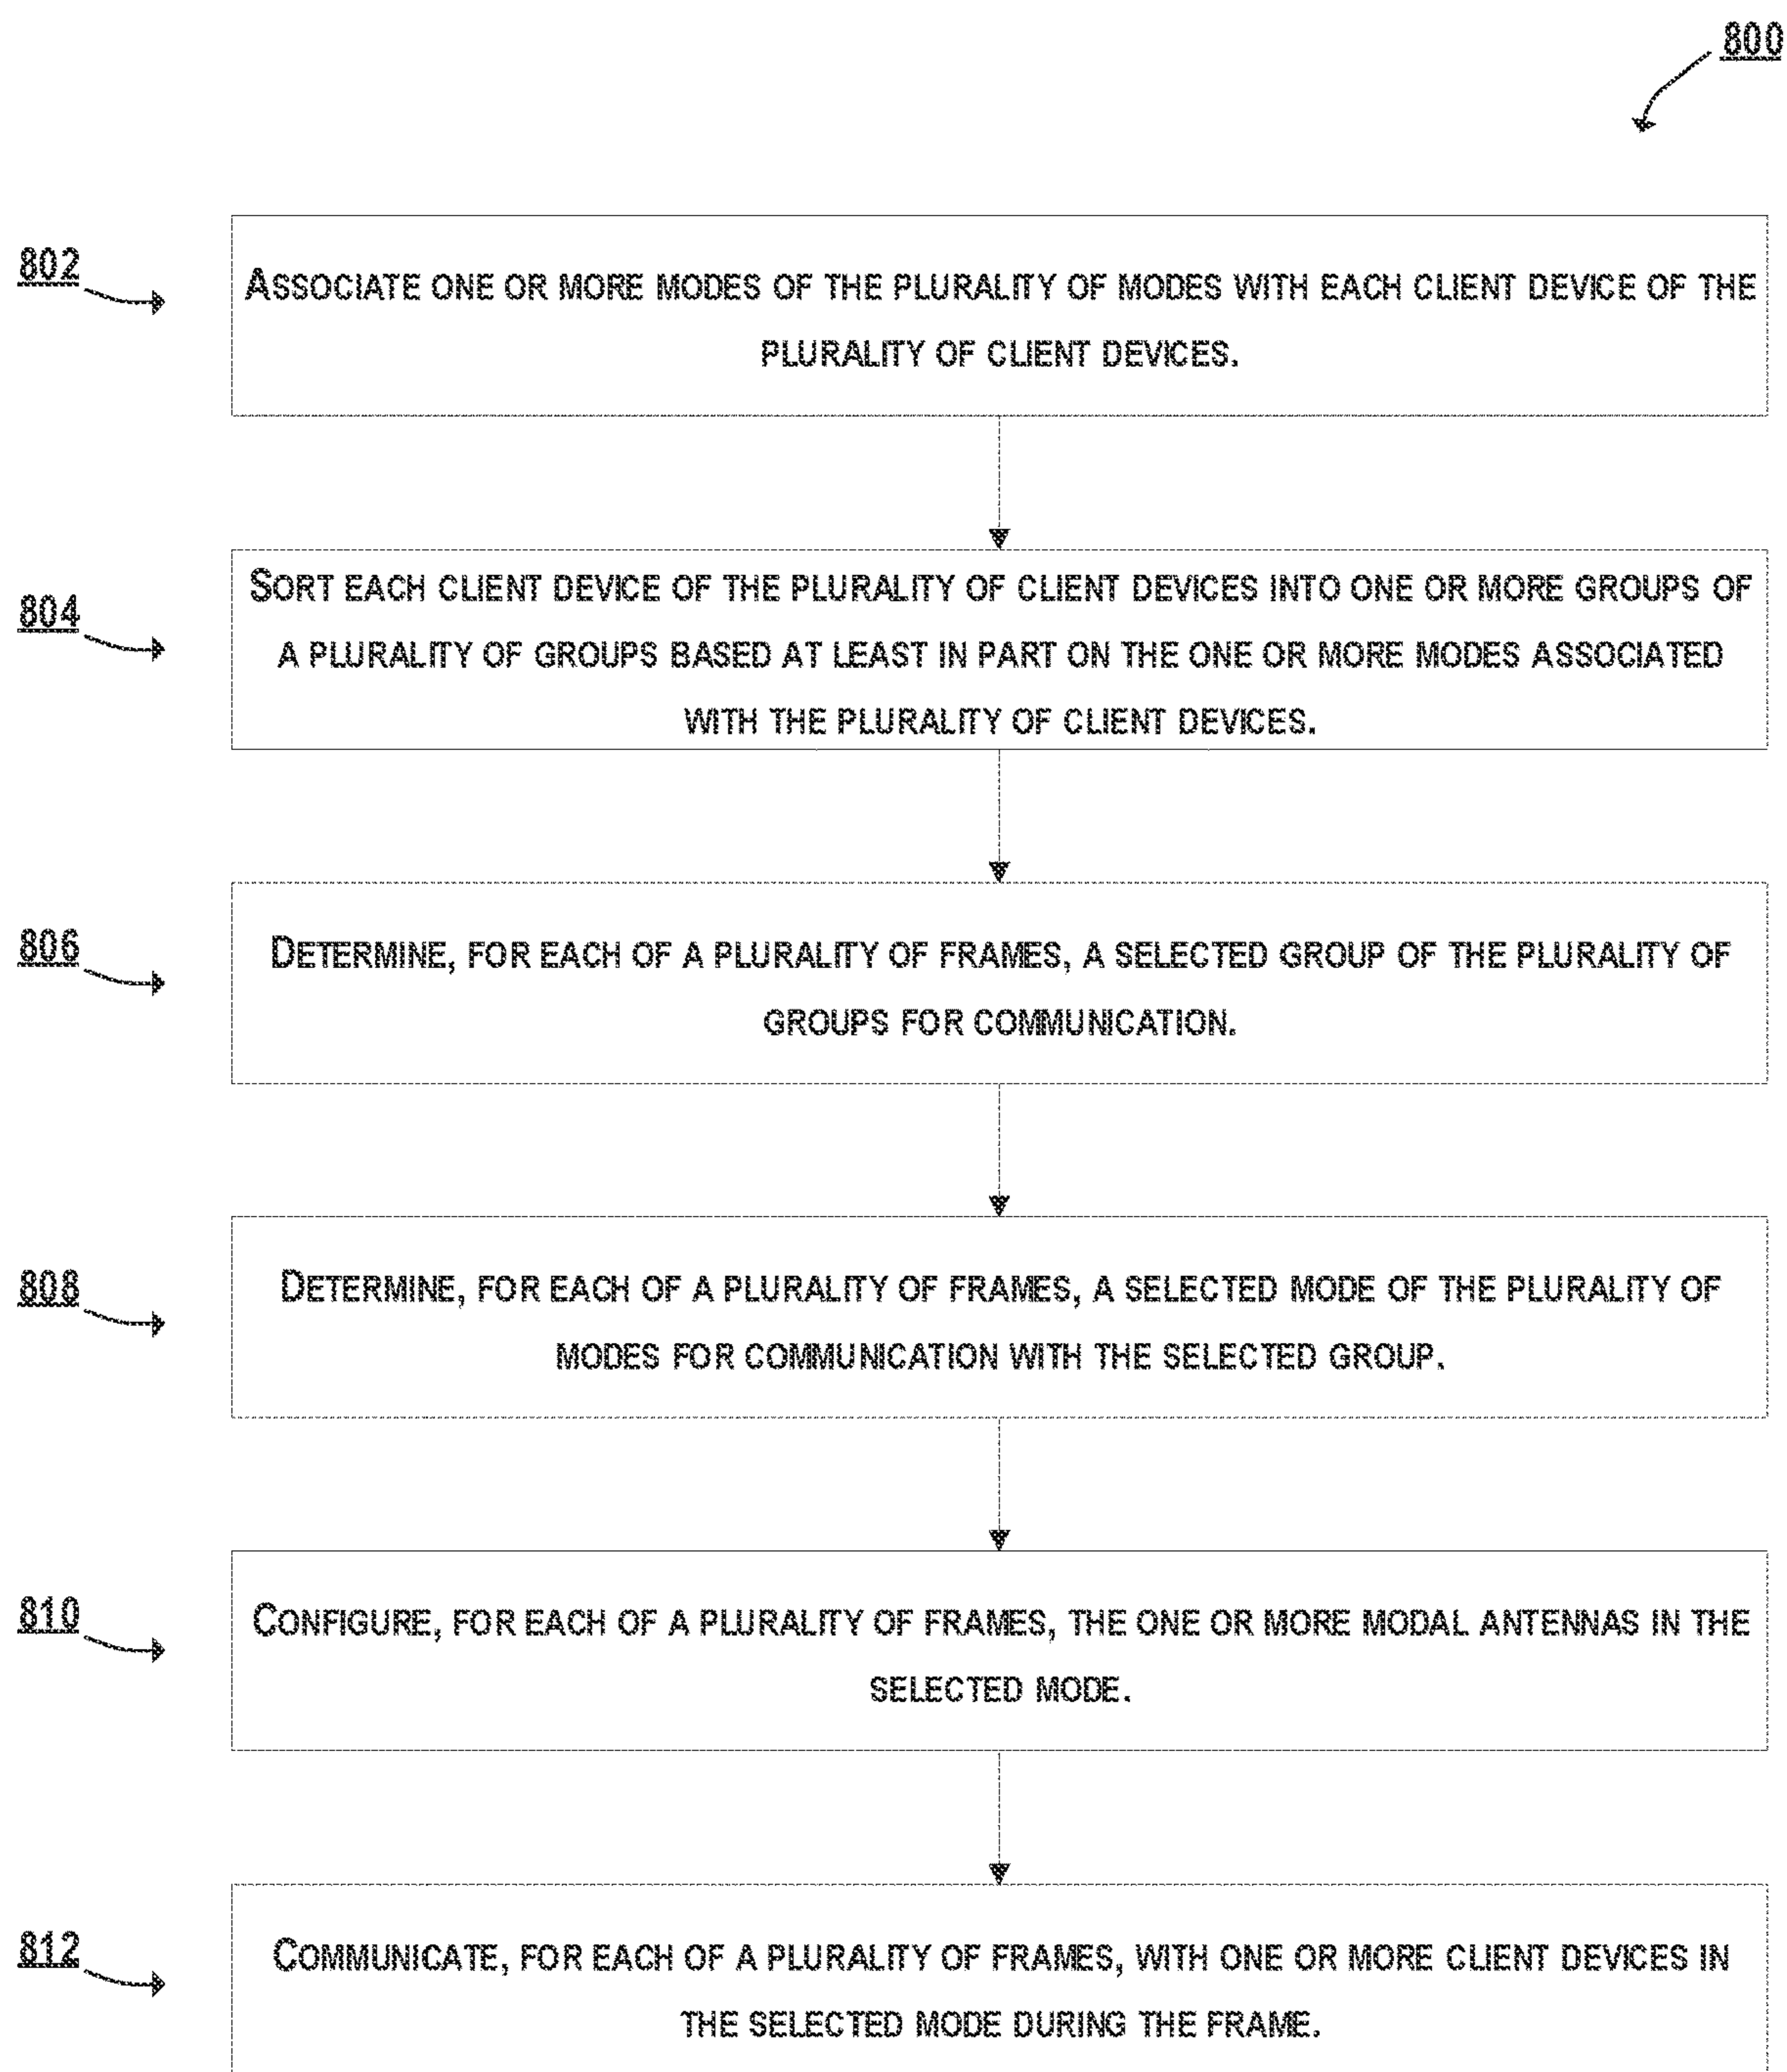 800
802
ASSOCIATE ONE OR MORE MODES OF THE PLURALITY OF MODES WITH EACH CLIENT DEVICE OF THE
PLURALITY OF CLIENT DEVICES.
804
SORT EACH CLIENT DEVICE OF THE PLURALITY OF CLIENT DEVICES INTO ONE OR MORE GROUPS OF
A PLURALITY OF GROUPS BASED AT LEAST IN PART ON THE ONE OR MORE MODES ASSOCIATED
WITH THE PLURALITY OF CLIENT DEVICES.
806
DETERMINE, FOR EACH OF A PLURALITY OF FRAMES, A SELECTED GROUP OF THE PLURALITY OF
GROUPS FOR COMMUNICATION.
808
DETERMINE, FOR EACH OF A PLURALITY OF FRAMES, A SELECTED MODE OF THE PLURALITY OF
MODES FOR COMMUNICATION WITH THE SELECTED GROUP.
810
CONFIGURE, FOR EACH OF A PLURALITY OF FRAMES, THE ONE OR MORE MODAL ANTENNAS IN THE
SELECTED MODE.
812
COMMUNICATE, FOR EACH OF A PLURALITY OF FRAMES, WITH ONE OR MORE CLIENT DEVICES IN
THE SELECTED MODE DURING THE FRAME.